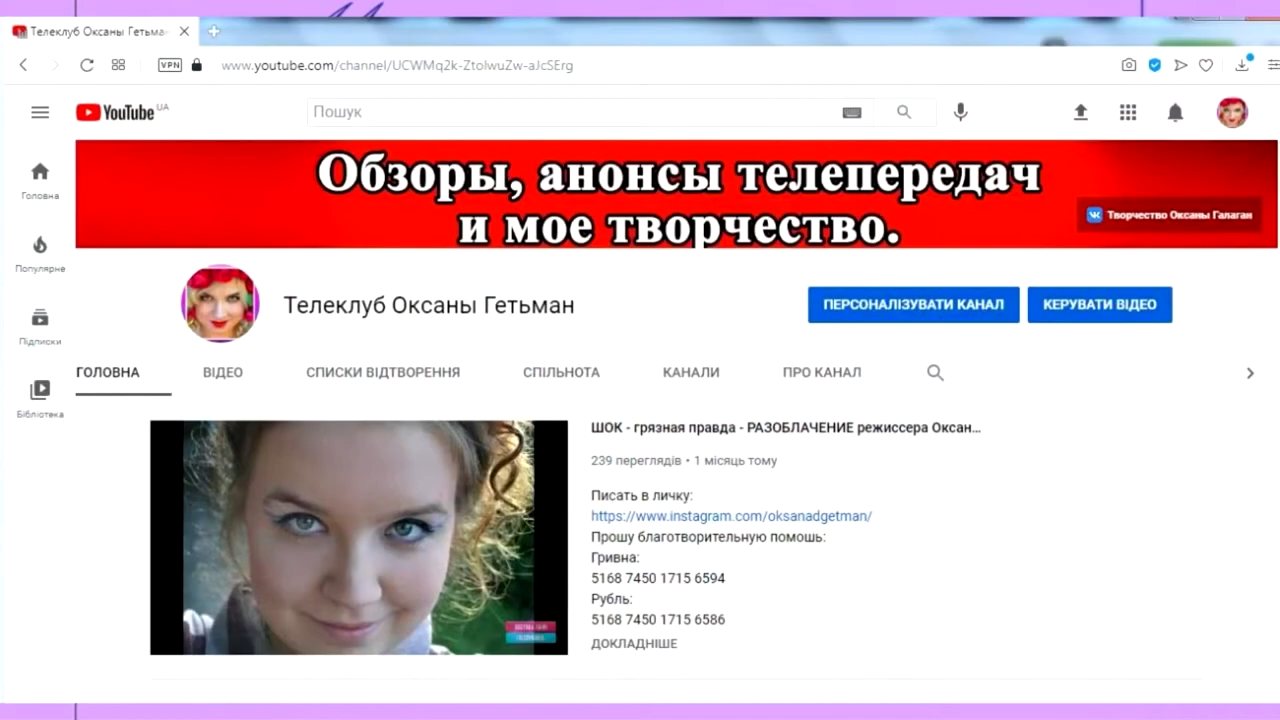 Телеклуб Оксаны Гетьма
VPN
www.youtube.com/channel/UCWMq2k-ZtolwuZw-aJcSErg
YouTube UA
Пошук
Обзоры, анонсы телепередач
и мое творчество.
Творчество Оксаны Галаган
Головна
Популярне
Підписки
Бібліотека
Телеклуб Оксаны Гетьман
ПЕРСОНАЛІЗУВАТИ КАНАЛ
КЕРУВАТИ ВІДЕО
ГОЛОВНА
ВІДЕО
СПИСКИ ВІДТВОРЕННЯ
СПІЛЬНОТА
КАНАЛИ
ПРО КАНАЛ
ШОК - грязная правда - РАЗОБЛАЧЕНИЕ режиссера Оксан...
239 переглядів • 1 місяць тому
Писать в личку:
https://www.instagram.com/oksanadgetman/
Прошу благотворительную помошь:
Гривна:
5168 7450 1715 6594
Рубль:
5168 7450 1715 6586
ДОКЛАДНІШЕ